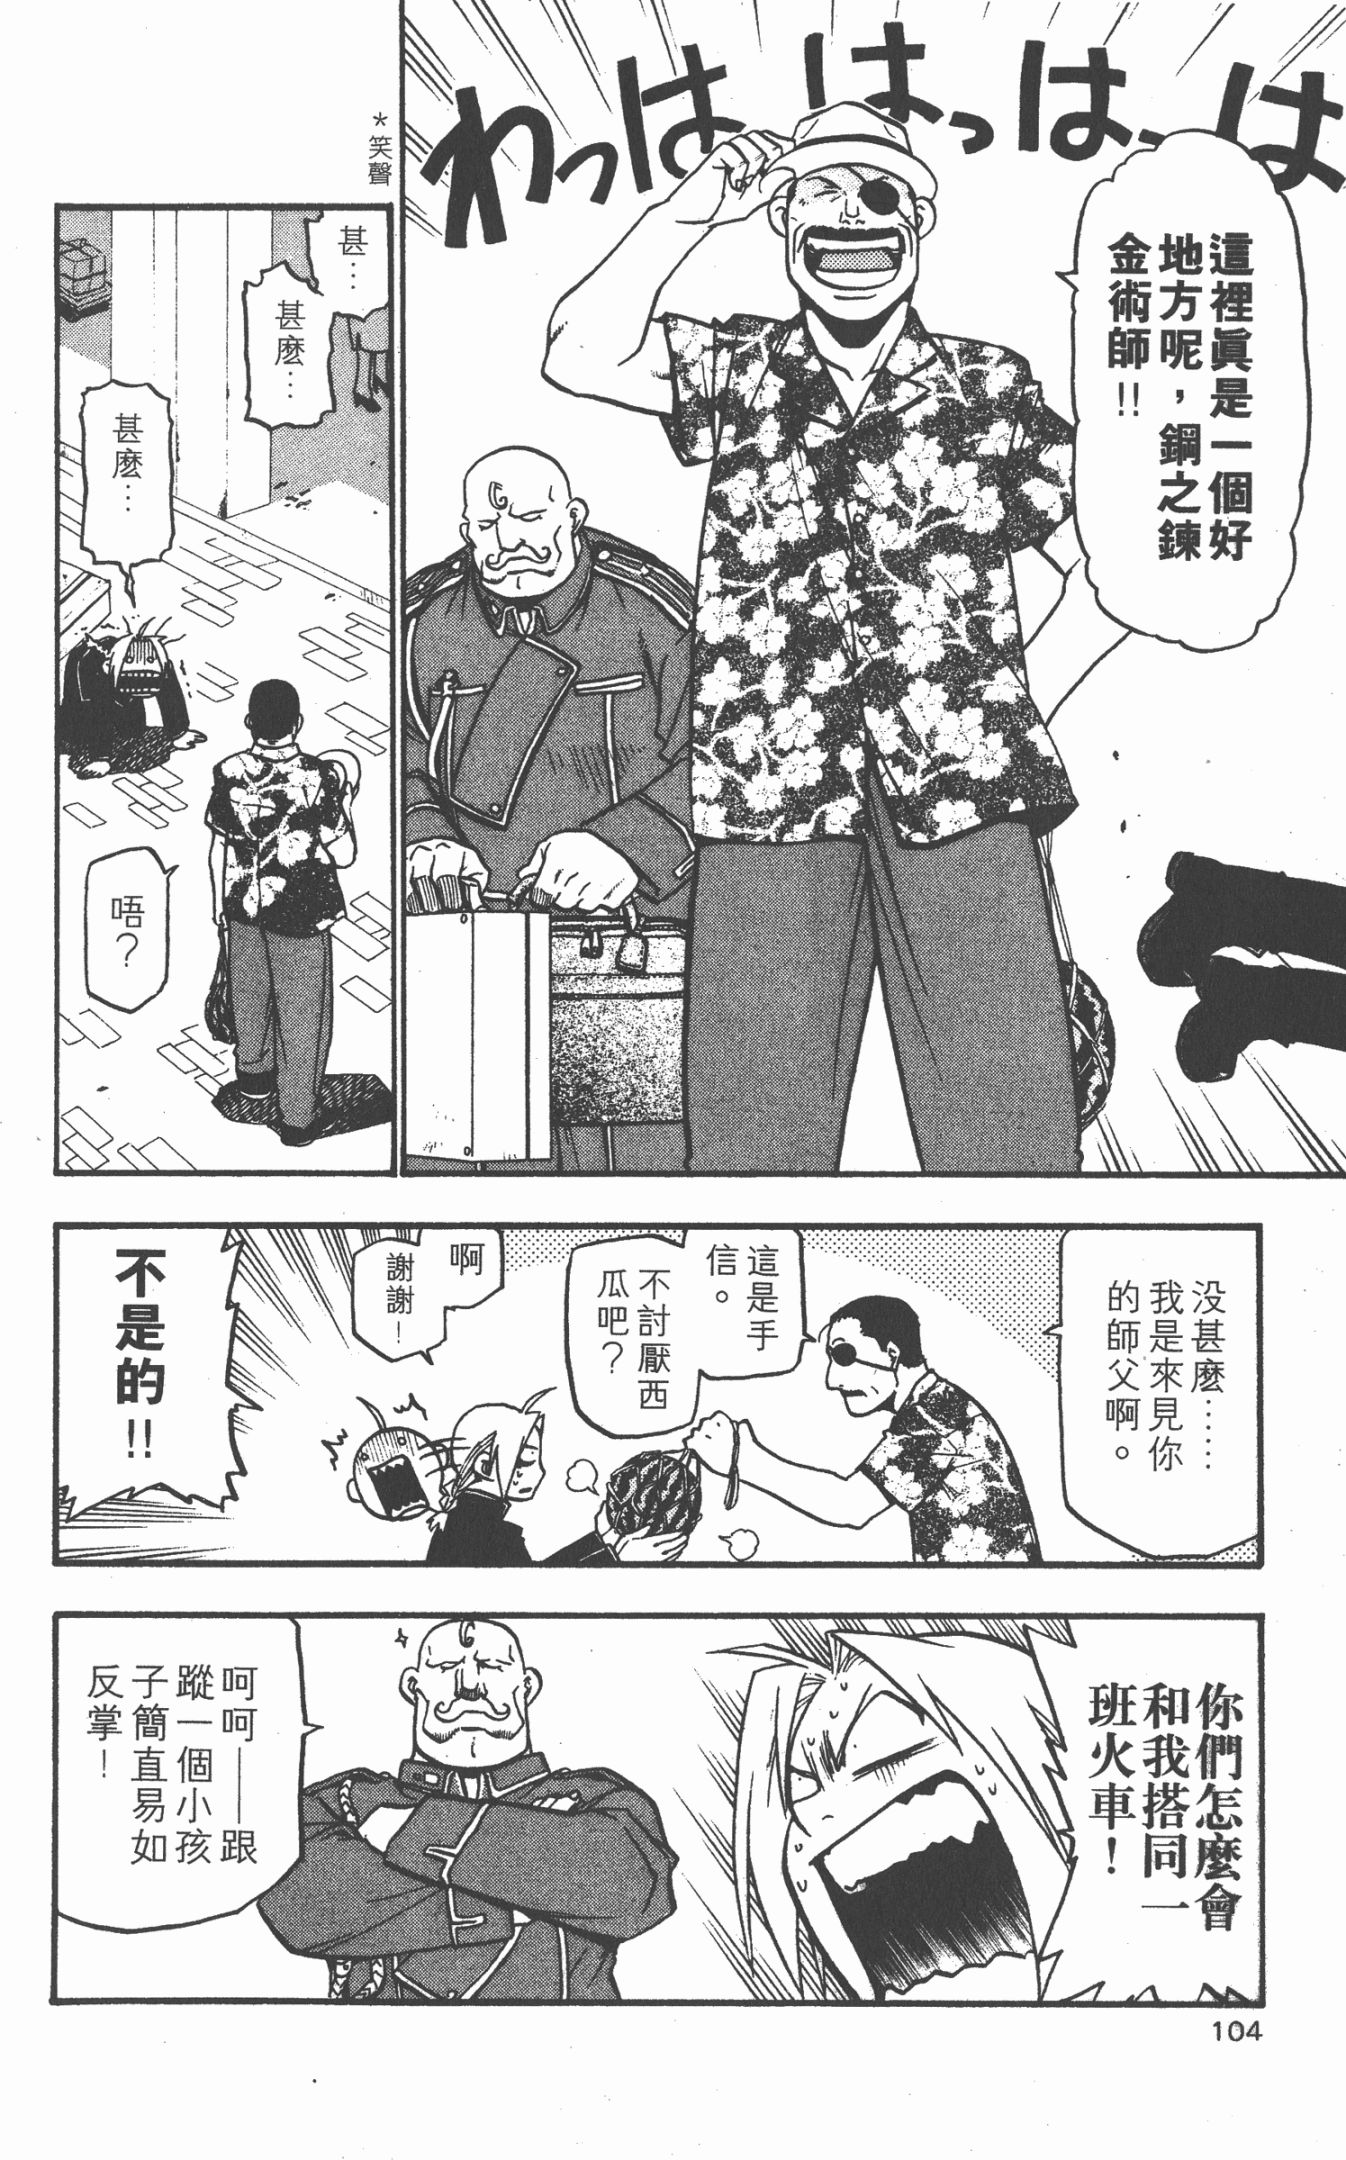 わっはっはっはっは
這裡眞是一個好
地方呢，鋼之鍊
金術師!!
*笑聲
甚…
甚麼…
甚麼…
唔？
没甚麼……
我是來見你
的師父啊。
這是手
信。
不討厭西
瓜吧？
啊
謝謝！
不是的!!
你們怎麼會
和我搭同一
班火車！
呵呵——跟
蹤一個小孩
子簡直易如
反掌！
104